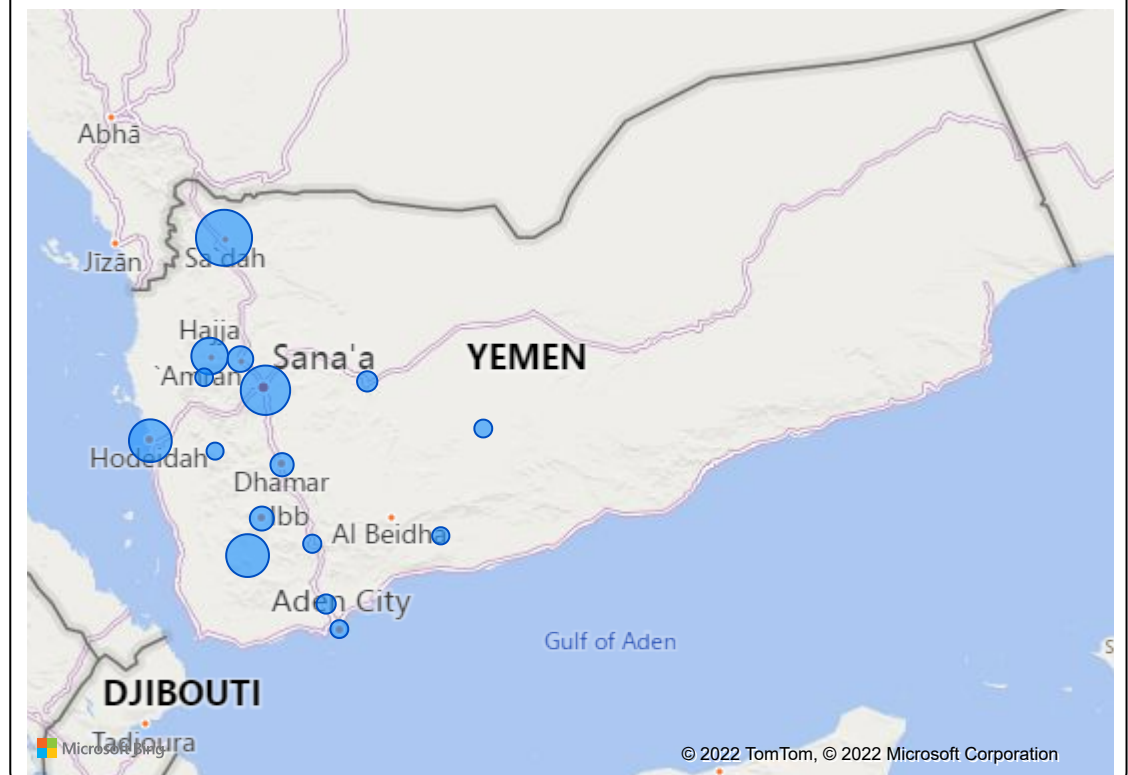 Abhā
Jīzān
Sa`dah
Hajja
Sana'a
YEMEN
`Amran
Hodeidah
Dhamar
Ibb
Al Beidha
Aden City
Gulf of Aden
DJIBOUTI
Tadjoura
Microsoft Bing
© 2022 TomTom, © 2022 Microsoft Corporation
S